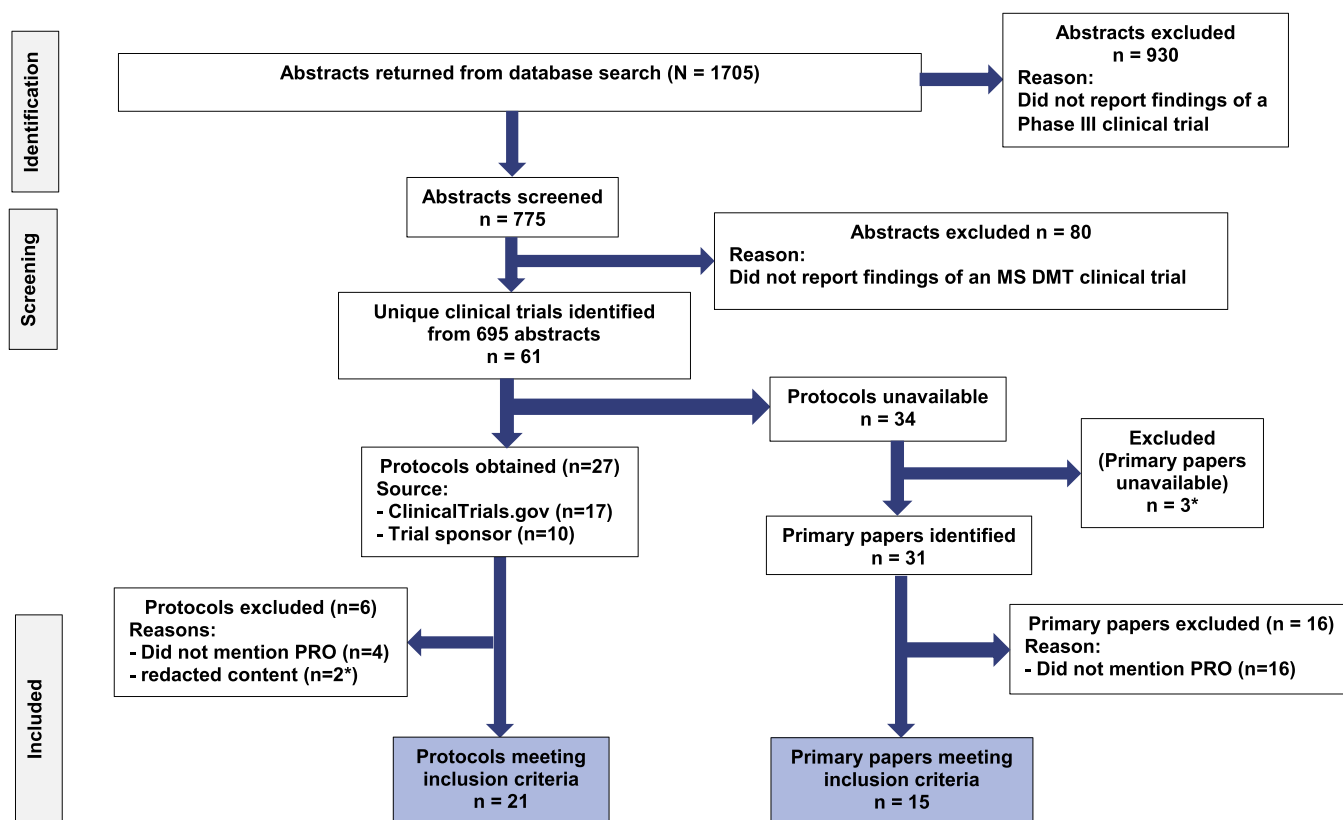 Identification
Abstracts returned from database search (N = 1705)
Abstracts excluded
n = 930
Reason:
Did not report findings of a
Phase III clinical trial
Screening
Abstracts screened
n = 775
Abstracts excluded n = 80
Reason:
Did not report findings of an MS DMT clinical trial
Unique clinical trials identified
from 695 abstracts
n = 61
Protocols unavailable
n = 34
Excluded
(Primary papers
unavailable)
n = 3*
Protocols obtained (n=27)
Source:
- ClinicalTrials.gov (n=17)
- Trial sponsor (n=10)
Primary papers identified
n = 31
Included
Protocols excluded (n=6)
Reasons:
- Did not mention PRO (n=4)
- redacted content (n=2*)
Primary papers excluded (n = 16)
Reason:
- Did not mention PRO (n=16)
Protocols meeting
inclusion criteria
n = 21
Primary papers meeting
inclusion criteria
n = 15